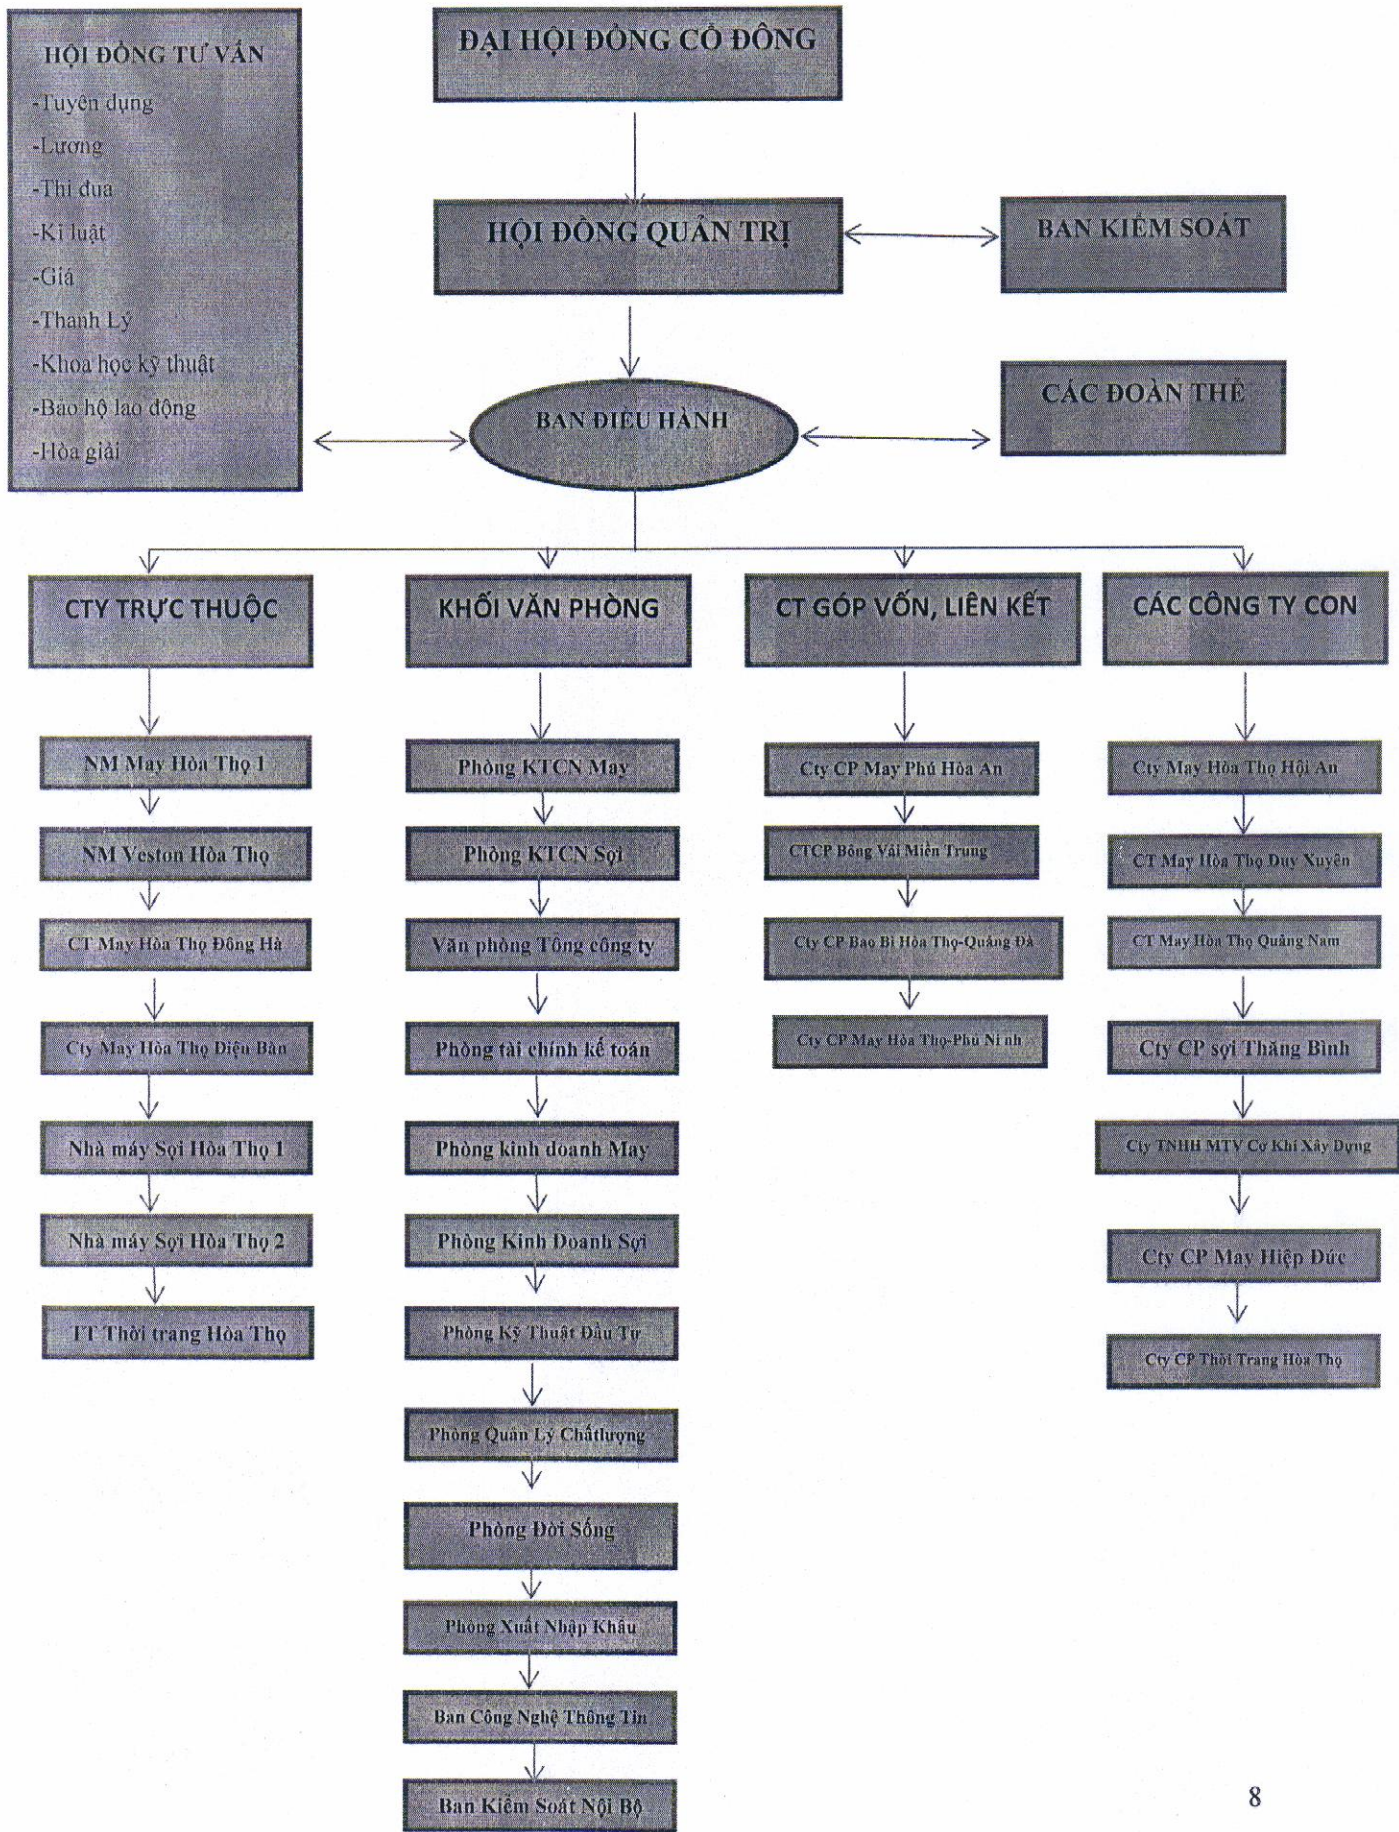 HỘI ĐỒNG TƯ VẤN
-Tuyển dụng
-Lương
-Thi đua
-Kỉ luật
-Giá
-Thanh Lý
-Khoa học kỹ thuật
-Bảo hộ lao động
-Hòa giải
ĐẠI HỘI ĐỒNG CỔ ĐÔNG
HỘI ĐỒNG QUẢN TRỊ
BAN KIỂM SOÁT
BAN ĐIỀU HÀNH
CÁC ĐOÀN THỂ
CTY TRỰC THUỘC
NM May Hòa Thọ 1
NM Veston Hòa Thọ
CT May Hòa Thọ Đông Hà
Cty May Hòa Thọ Điện Bàn
Nhà máy Sợi Hòa Thọ 1
Nhà máy Sợi Hòa Thọ 2
TT Thời trang Hòa Thọ
KHỐI VĂN PHÒNG
Phòng KTCN May
Phòng KTCN Sợi
Văn phòng Tổng công ty
Phòng tài chính kế toán
Phòng kinh doanh May
Phòng Kinh Doanh Sợi
Phòng Kỹ Thuật Đầu Tư
Phòng Quản Lý Chấtlượng
Phòng Đời Sống
Phòng Xuất Nhập Khẩu
Ban Công Nghệ Thông Tin
Ban Kiểm Soát Nội Bộ
CT GÓP VỐN, LIÊN KẾT
Cty CP May Phú Hòa An
CTCP Bông Vải Miền Trung
Cty CP Bao Bì Hòa Thọ-Quảng Đà
Cty CP May Hòa Thọ-Phú Ni nh
CÁC CÔNG TY CON
Cty May Hòa Thọ Hội An
CT May Hòa Thọ Duy Xuyên
CT May Hòa Thọ Quảng Nam
Cty CP sợi Thăng Bình
Cty TNHH MTV Cơ Khí Xây Dựng
Cty CP May Hiệp Đức
Cty CP Thời Trang Hòa Thọ
8